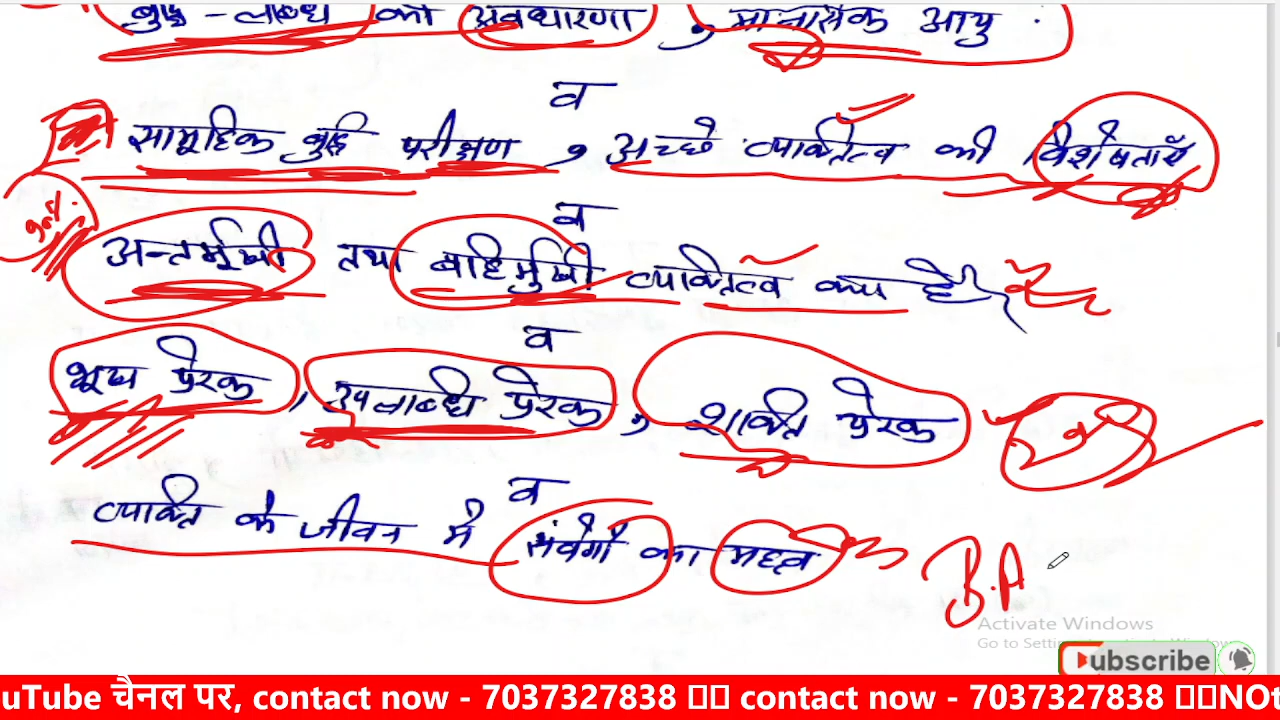 बुद्धि - लब्धि की अवधारणा , मानसिक आयु .
व
सामूहिक बुद्धि परीक्षण , अच्छे व्यक्तित्व की विशेषताएँ
व
अन्तर्मुखी तथा बहिर्मुखी व्यक्तित्व क्या है
व
भूख प्रेरक , उपलब्धि प्रेरक , शक्ति प्रेरक
व
व्यक्ति के जीवन मे संवेगों का महत्व
B.A
Activate Windows
Subscribe
uTube चैनल पर, contact now - 7037327838 contact now - 7037327838 NOt